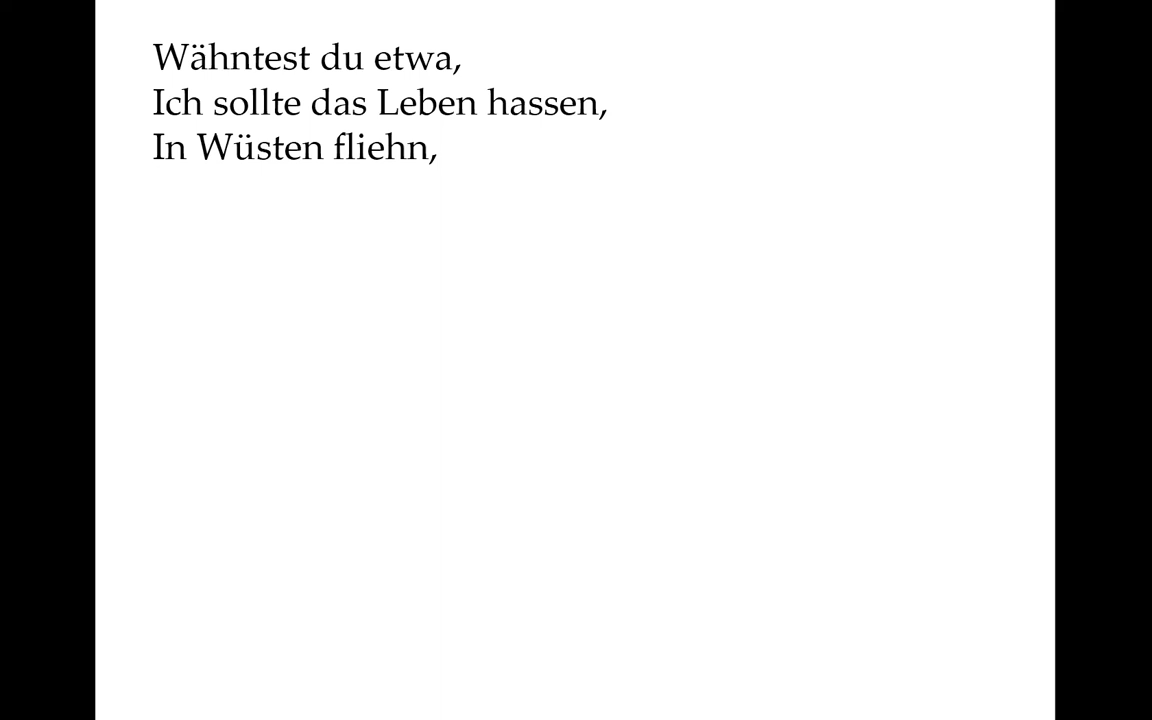 Wähntest du etwa,
Ich sollte das Leben hassen,
In Wüsten fliehn,